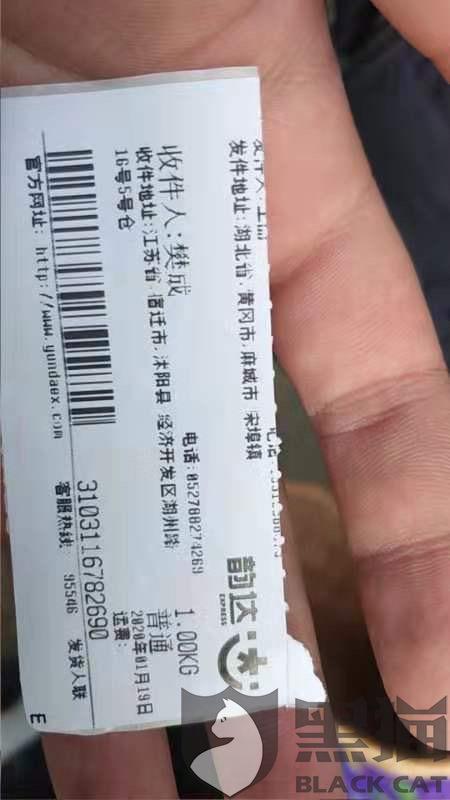 韵达
EXPRESS
发件地址:湖北省,黄冈市,麻城市 宋埠镇
收件人:樊成
电话:052788274269
收件地址:江苏省,宿迁市,沭阳县 经济开发区湖州路
16号5号仓
1.00KG
普通
2020年01月19日
运费:
3103116782690
官方网址: http://www.yundaex.com
客服热线: 95546
发货人联
E
黑猫
BLACK CAT